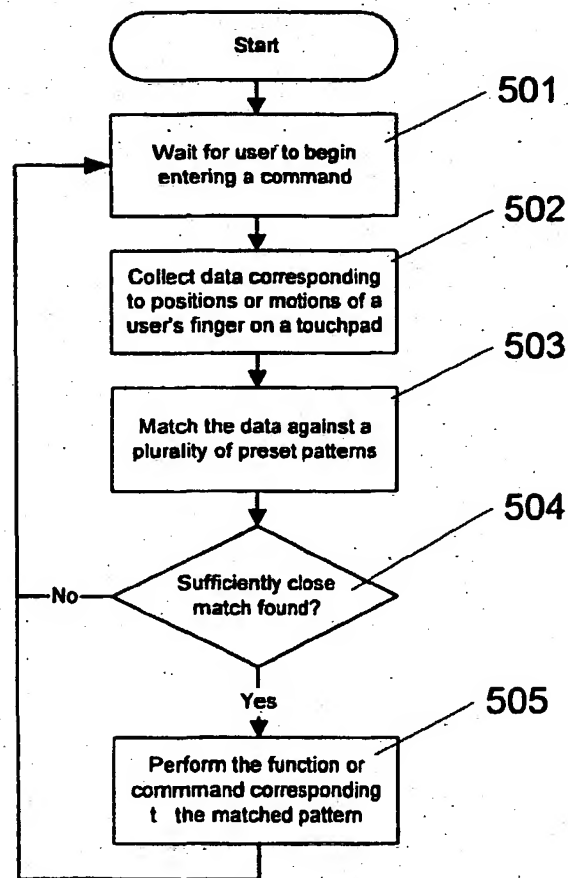 Start
501
Wait for user to begin
entering a command
502
Collect data corresponding
to positions or motions of a
user's finger on a touchpad
503
Match the data against a
plurality of preset patterns
504
Sufficiently close
match found?
No
Yes
505
Perform the function or
commmand corresponding
t the matched pattern